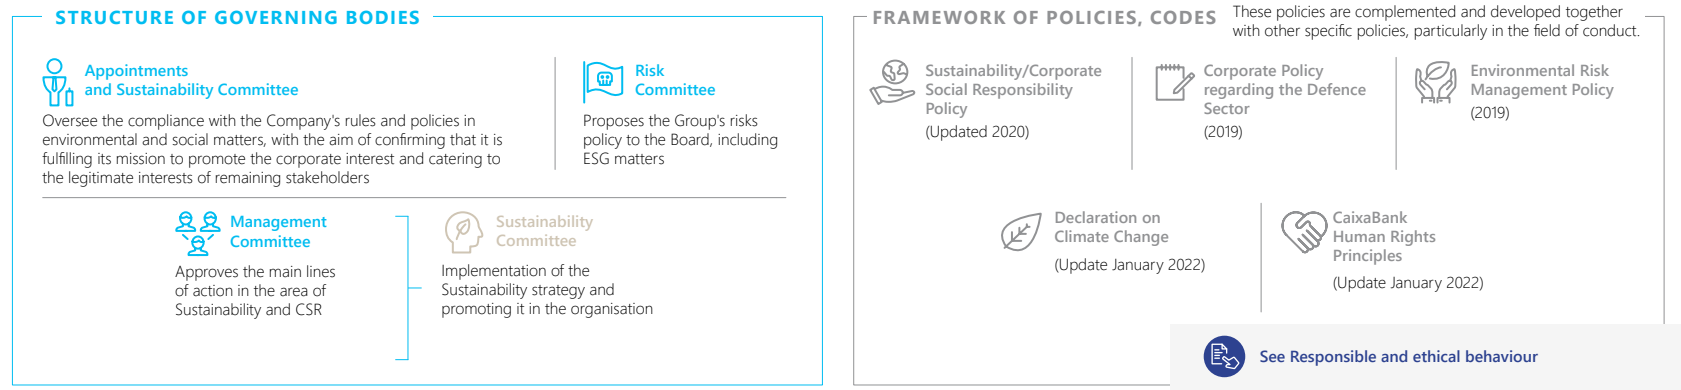 STRUCTURE OF GOVERNING BODIES
Appointments
and Sustainability Committee
Oversee the compliance with the Company's rules and policies in
environmental and social matters, with the aim of confirming that it is
fulfilling its mission to promote the corporate interest and catering to
the legitimate interests of remaining stakeholders
Risk
Committee
Proposes the Group's risks
policy to the Board, including
ESG matters
Management
Committee
Approves the main lines
of action in the area of
Sustainability and CSR
Sustainability
Committee
Implementation of the
Sustainability strategy and
promoting it in the organisation
FRAMEWORK OF POLICIES, CODES
These policies are complemented and developed together
with other specific policies, particularly in the field of conduct.
Sustainability/Corporate
Social Responsibility
Policy
(Updated 2020)
Corporate Policy
regarding the Defence
Sector
(2019)
Environmental Risk
Management Policy
(2019)
Declaration on
Climate Change
(Update January 2022)
CaixaBank
Human Rights
Principles
(Update January 2022)
See Responsible and ethical behaviour